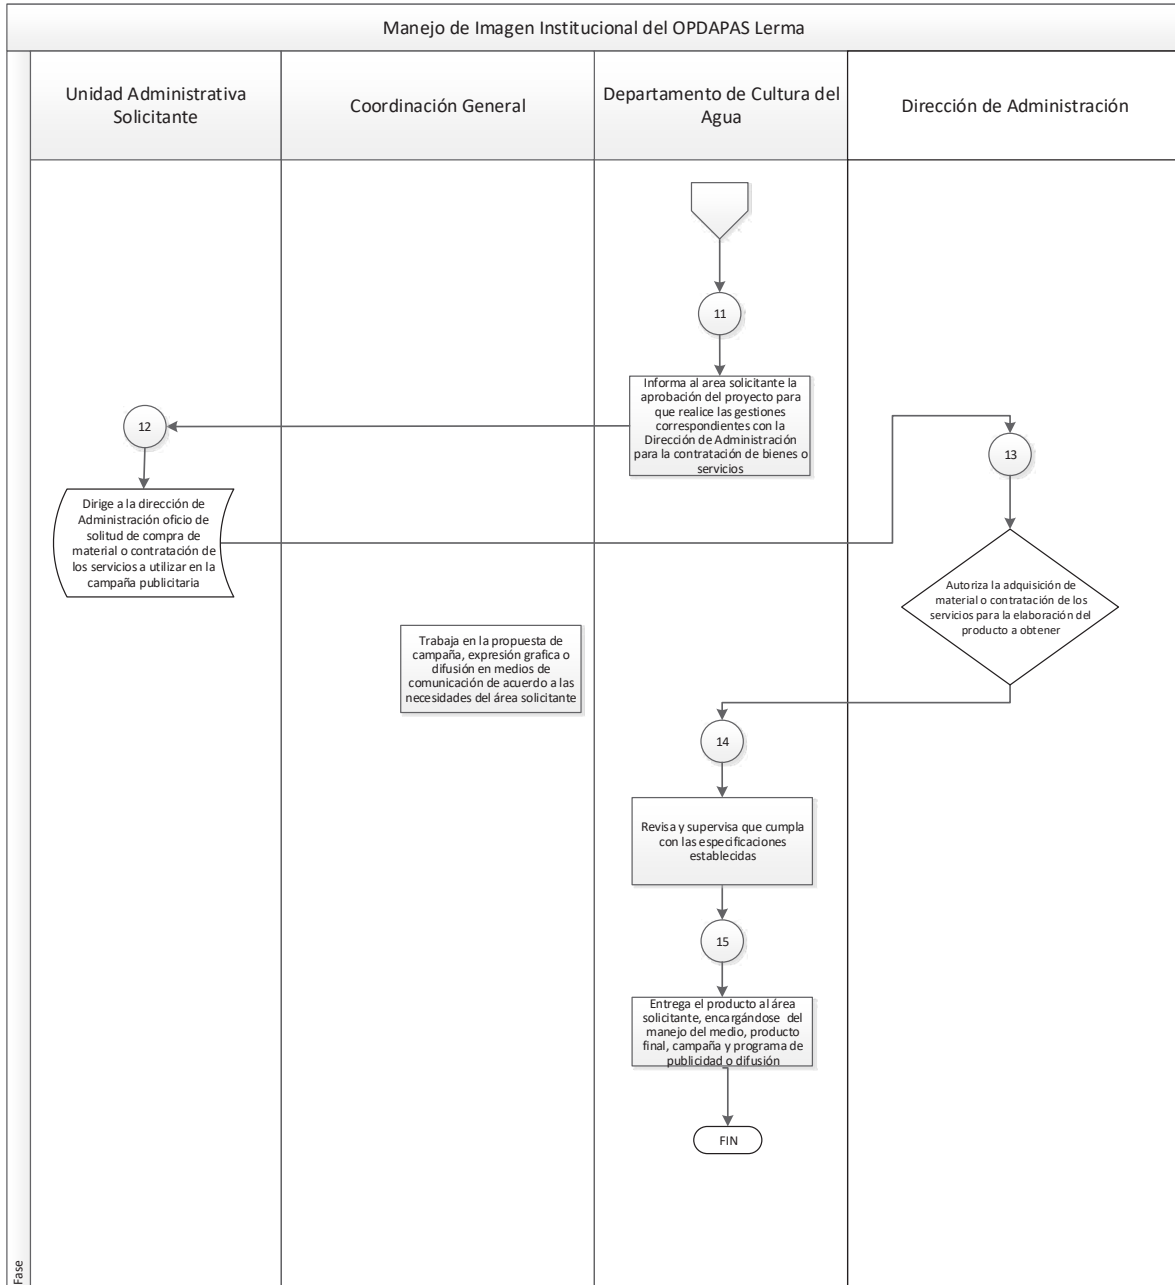 Manejo de Imagen Institucional del OPDAPAS Lerma
Unidad Administrativa
Solicitante
Coordinación General
Departamento de Cultura del
Agua
Dirección de Administración
11
Informa al area solicitante la
aprobación del proyecto para
que realice las gestiones
correspondientes con la
Dirección de Administración
para la contratación de bienes o
servicios
12
Dirige a la dirección de
Administración oficio de
solitud de compra de
material o contratación de
los servicios a utilizar en la
campaña publicitaria
13
Autoriza la adquisición de
material o contratación de los
servicios para la elaboración del
producto a obtener
Trabaja en la propuesta de
campaña, expresión grafica o
difusión en medios de
comunicación de acuerdo a las
necesidades del área solicitante
14
Revisa y supervisa que cumpla
con las especificaciones
establecidas
15
Entrega el producto al área
solicitante, encargándose del
manejo del medio, producto
final, campaña y programa de
publicidad o difusión
FIN
Fase